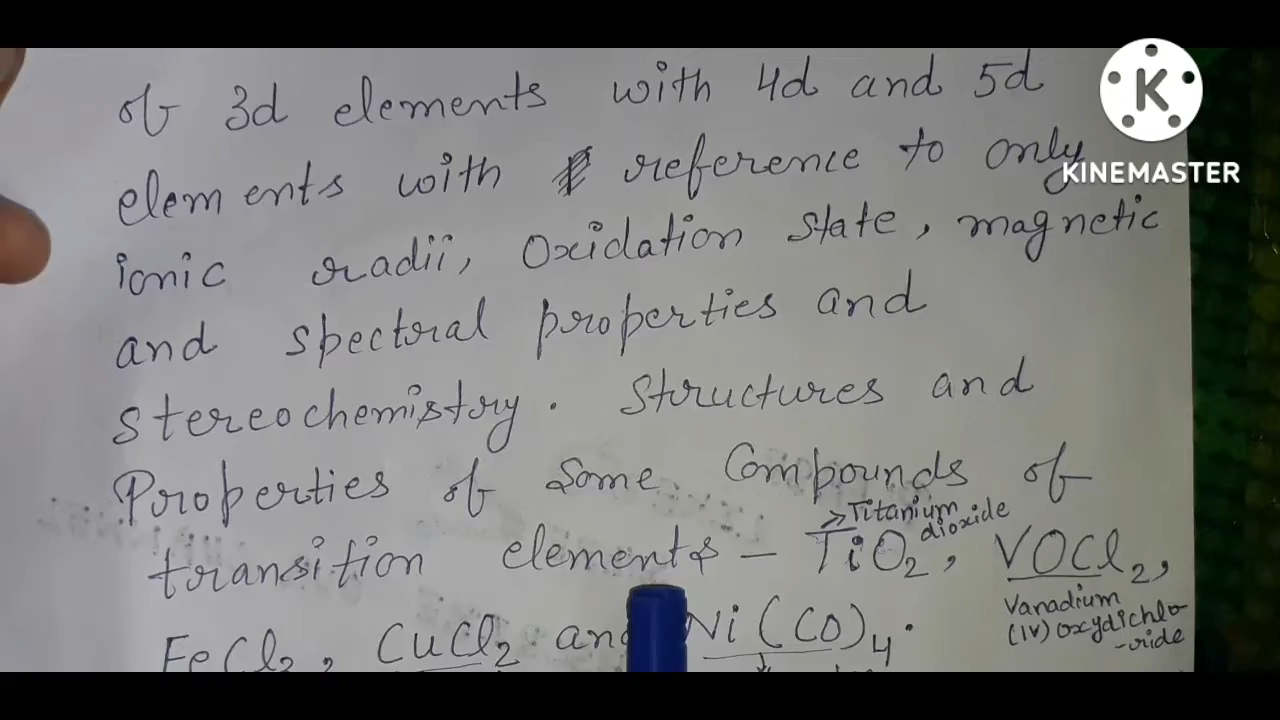 of 3d elements with 4d and 5d
elements with reference to only
ionic radii, Oxidation state, magnetic
and spectral properties and
stereochemistry. Structures and
Properties of Some Compounds of
→ Titanium dioxide
transition elements – TiO2, VOCl2,
Vanadium
(IV) oxydichlo-
-ride
FeCl2, CuCl2 and Ni(CO)4.
K
KINEMASTER